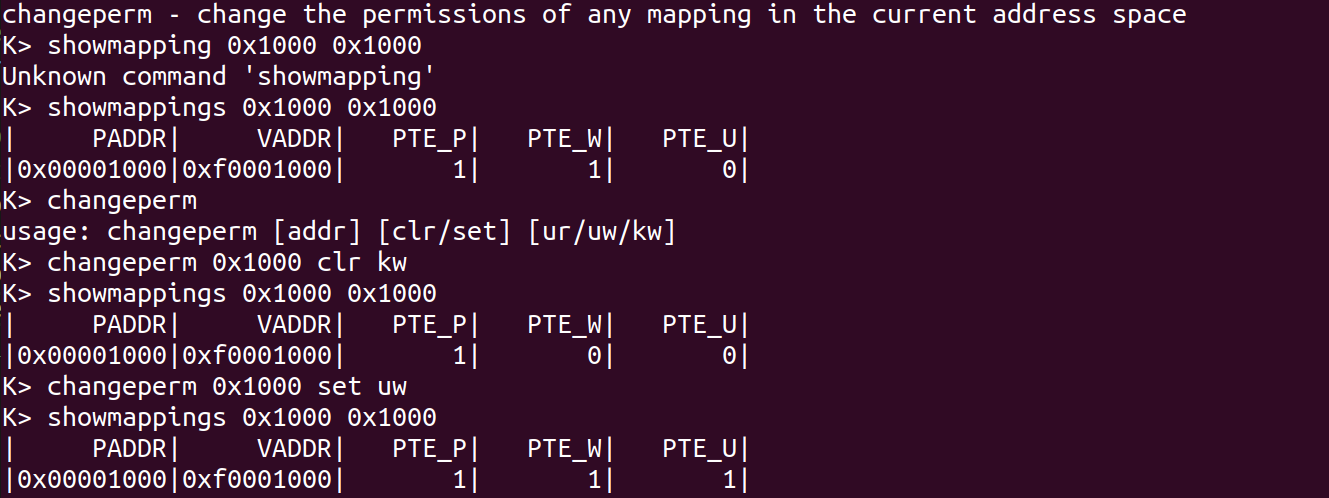 changeperm - change the permissions of any mapping in the current address space
K> showmapping 0x1000 0x1000
Unknown command 'showmapping'
K> showmappings 0x1000 0x1000
|     PADDR|     VADDR|   PTE_P|   PTE_W|   PTE_U|
|0x00001000|0xf0001000|       1|       1|       0|
K> changeperm
usage: changeperm [addr] [clr/set] [ur/uw/kw]
K> changeperm 0x1000 clr kw
K> showmappings 0x1000 0x1000
|     PADDR|     VADDR|   PTE_P|   PTE_W|   PTE_U|
|0x00001000|0xf0001000|       1|       0|       0|
K> changeperm 0x1000 set uw
K> showmappings 0x1000 0x1000
|     PADDR|     VADDR|   PTE_P|   PTE_W|   PTE_U|
|0x00001000|0xf0001000|       1|       1|       1|